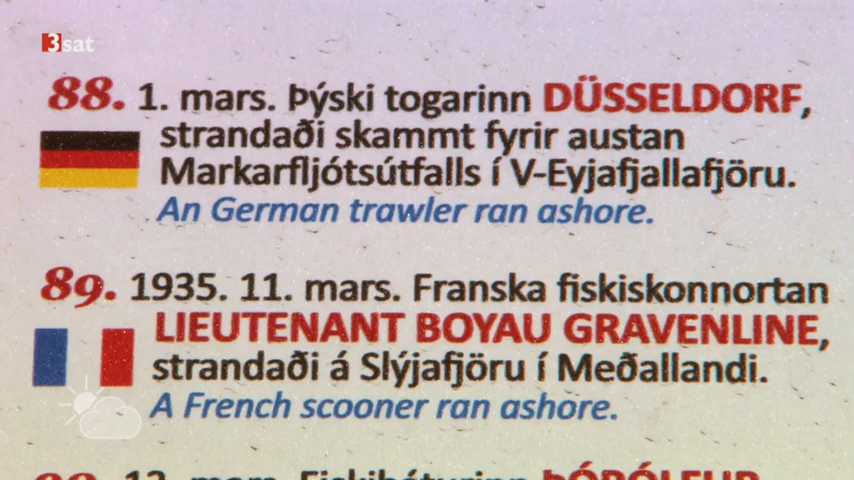 3sat
88. 1. mars. Þýski togarinn DÜSSELDORF,
strandaði skammt fyrir austan
Markarfljótsútfalls í V-Eyjafjallafjöru.
An German trawler ran ashore.
89. 1935. 11. mars. Franska fiskiskonnortan
LIEUTENANT BOYAU GRAVENLINE,
strandaði á Slýjafjöru í Meðallandi.
A French scooner ran ashore.
mars.